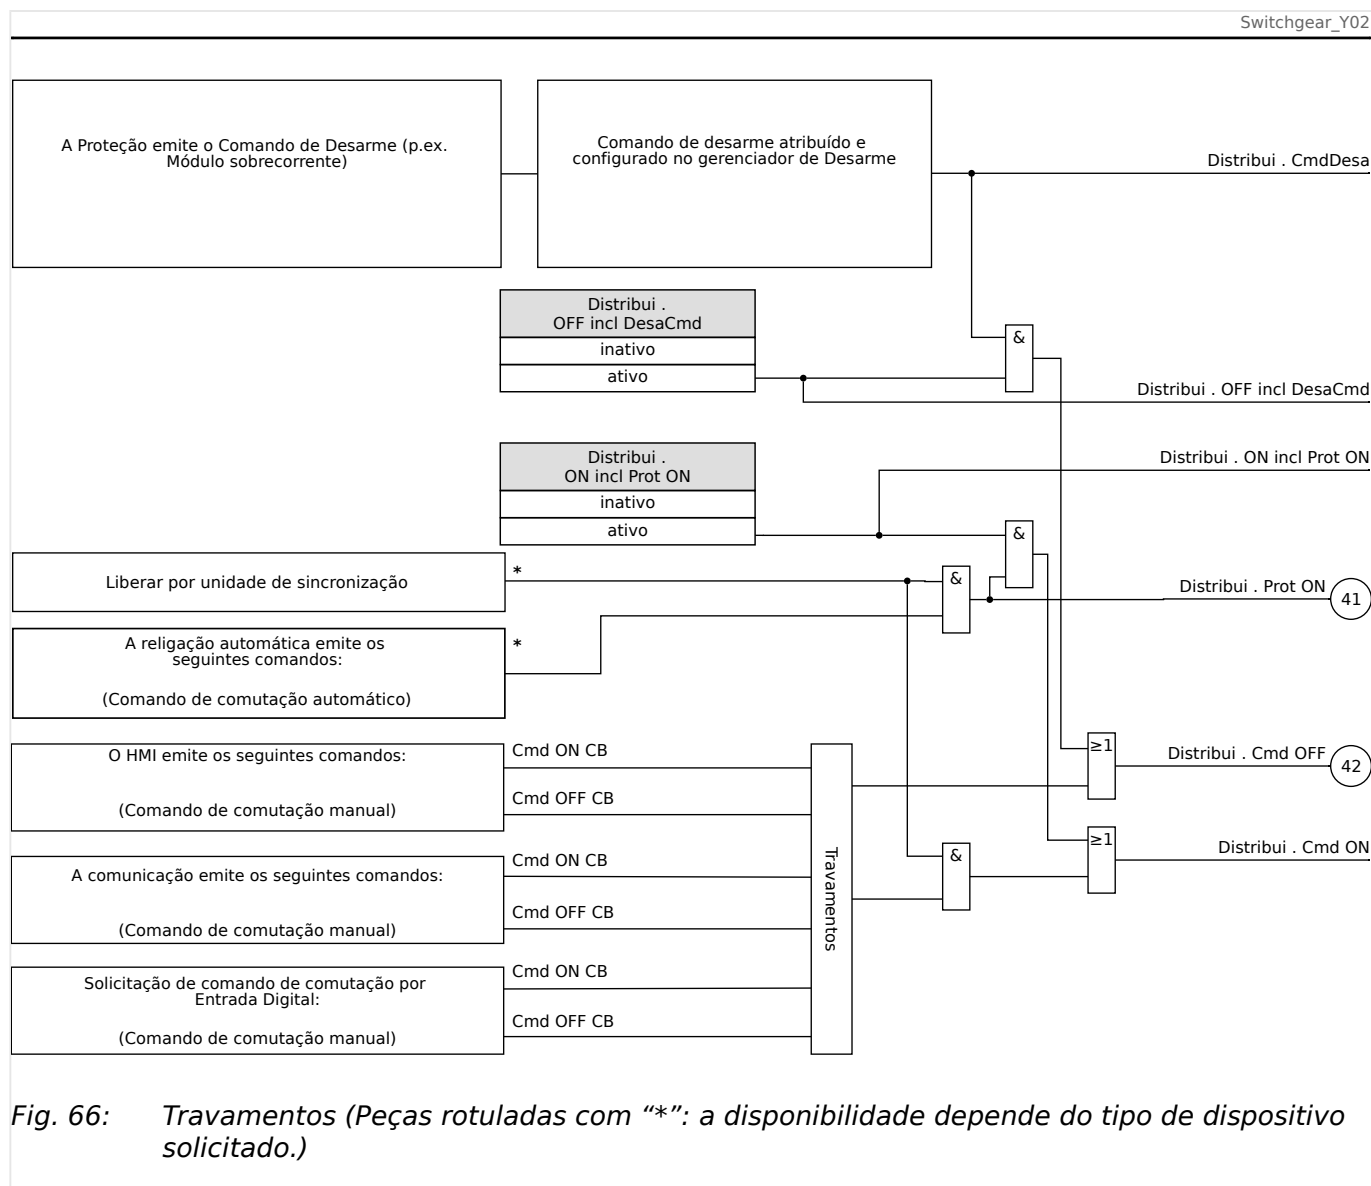 Switchgear_Y02
A Proteção emite o Comando de Desarme (p.ex.
Módulo sobrecorrente)
Comando de desarme atribuído e
configurado no gerenciador de Desarme
Distribui . CmdDesa
Distribui .
OFF incl DesaCmd
inativo
ativo
&
Distribui . OFF incl DesaCmd
Distribui .
ON incl Prot ON
inativo
ativo
Distribui . ON incl Prot ON
&
Liberar por unidade de sincronização
*
&
Distribui . Prot ON
41
A religação automática emite os
seguintes comandos:
(Comando de comutação automático)
*
O HMI emite os seguintes comandos:
(Comando de comutação manual)
Cmd ON CB
Cmd OFF CB
≥1
Distribui . Cmd OFF
42
A comunicação emite os seguintes comandos:
(Comando de comutação manual)
Cmd ON CB
Cmd OFF CB
Travamentos
&
≥1
Distribui . Cmd ON
Solicitação de comando de comutação por
Entrada Digital:
(Comando de comutação manual)
Cmd ON CB
Cmd OFF CB
Fig. 66: Travamentos (Peças rotuladas com “*”: a disponibilidade depende do tipo de dispositivo
solicitado.)